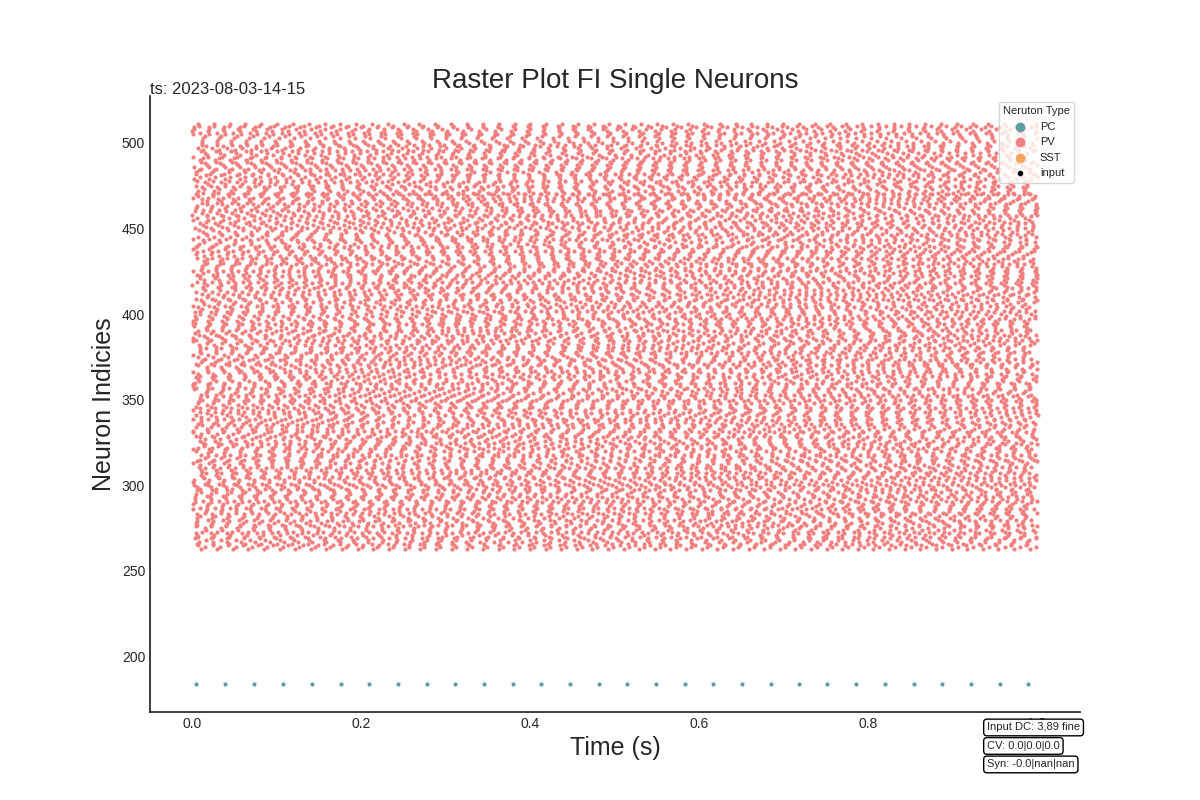 Raster Plot FI Single Neurons
ts: 2023-08-03-14-15
Neruton Type
PC
PV
SST
input
500
450
400
350
300
250
200
Neuron Indicies
0.0 0.2 0.4 0.6 0.8
Time (s)
Input DC: 3,89 fine
CV: 0.0|0.0|0.0
Syn: -0.0|nan|nan